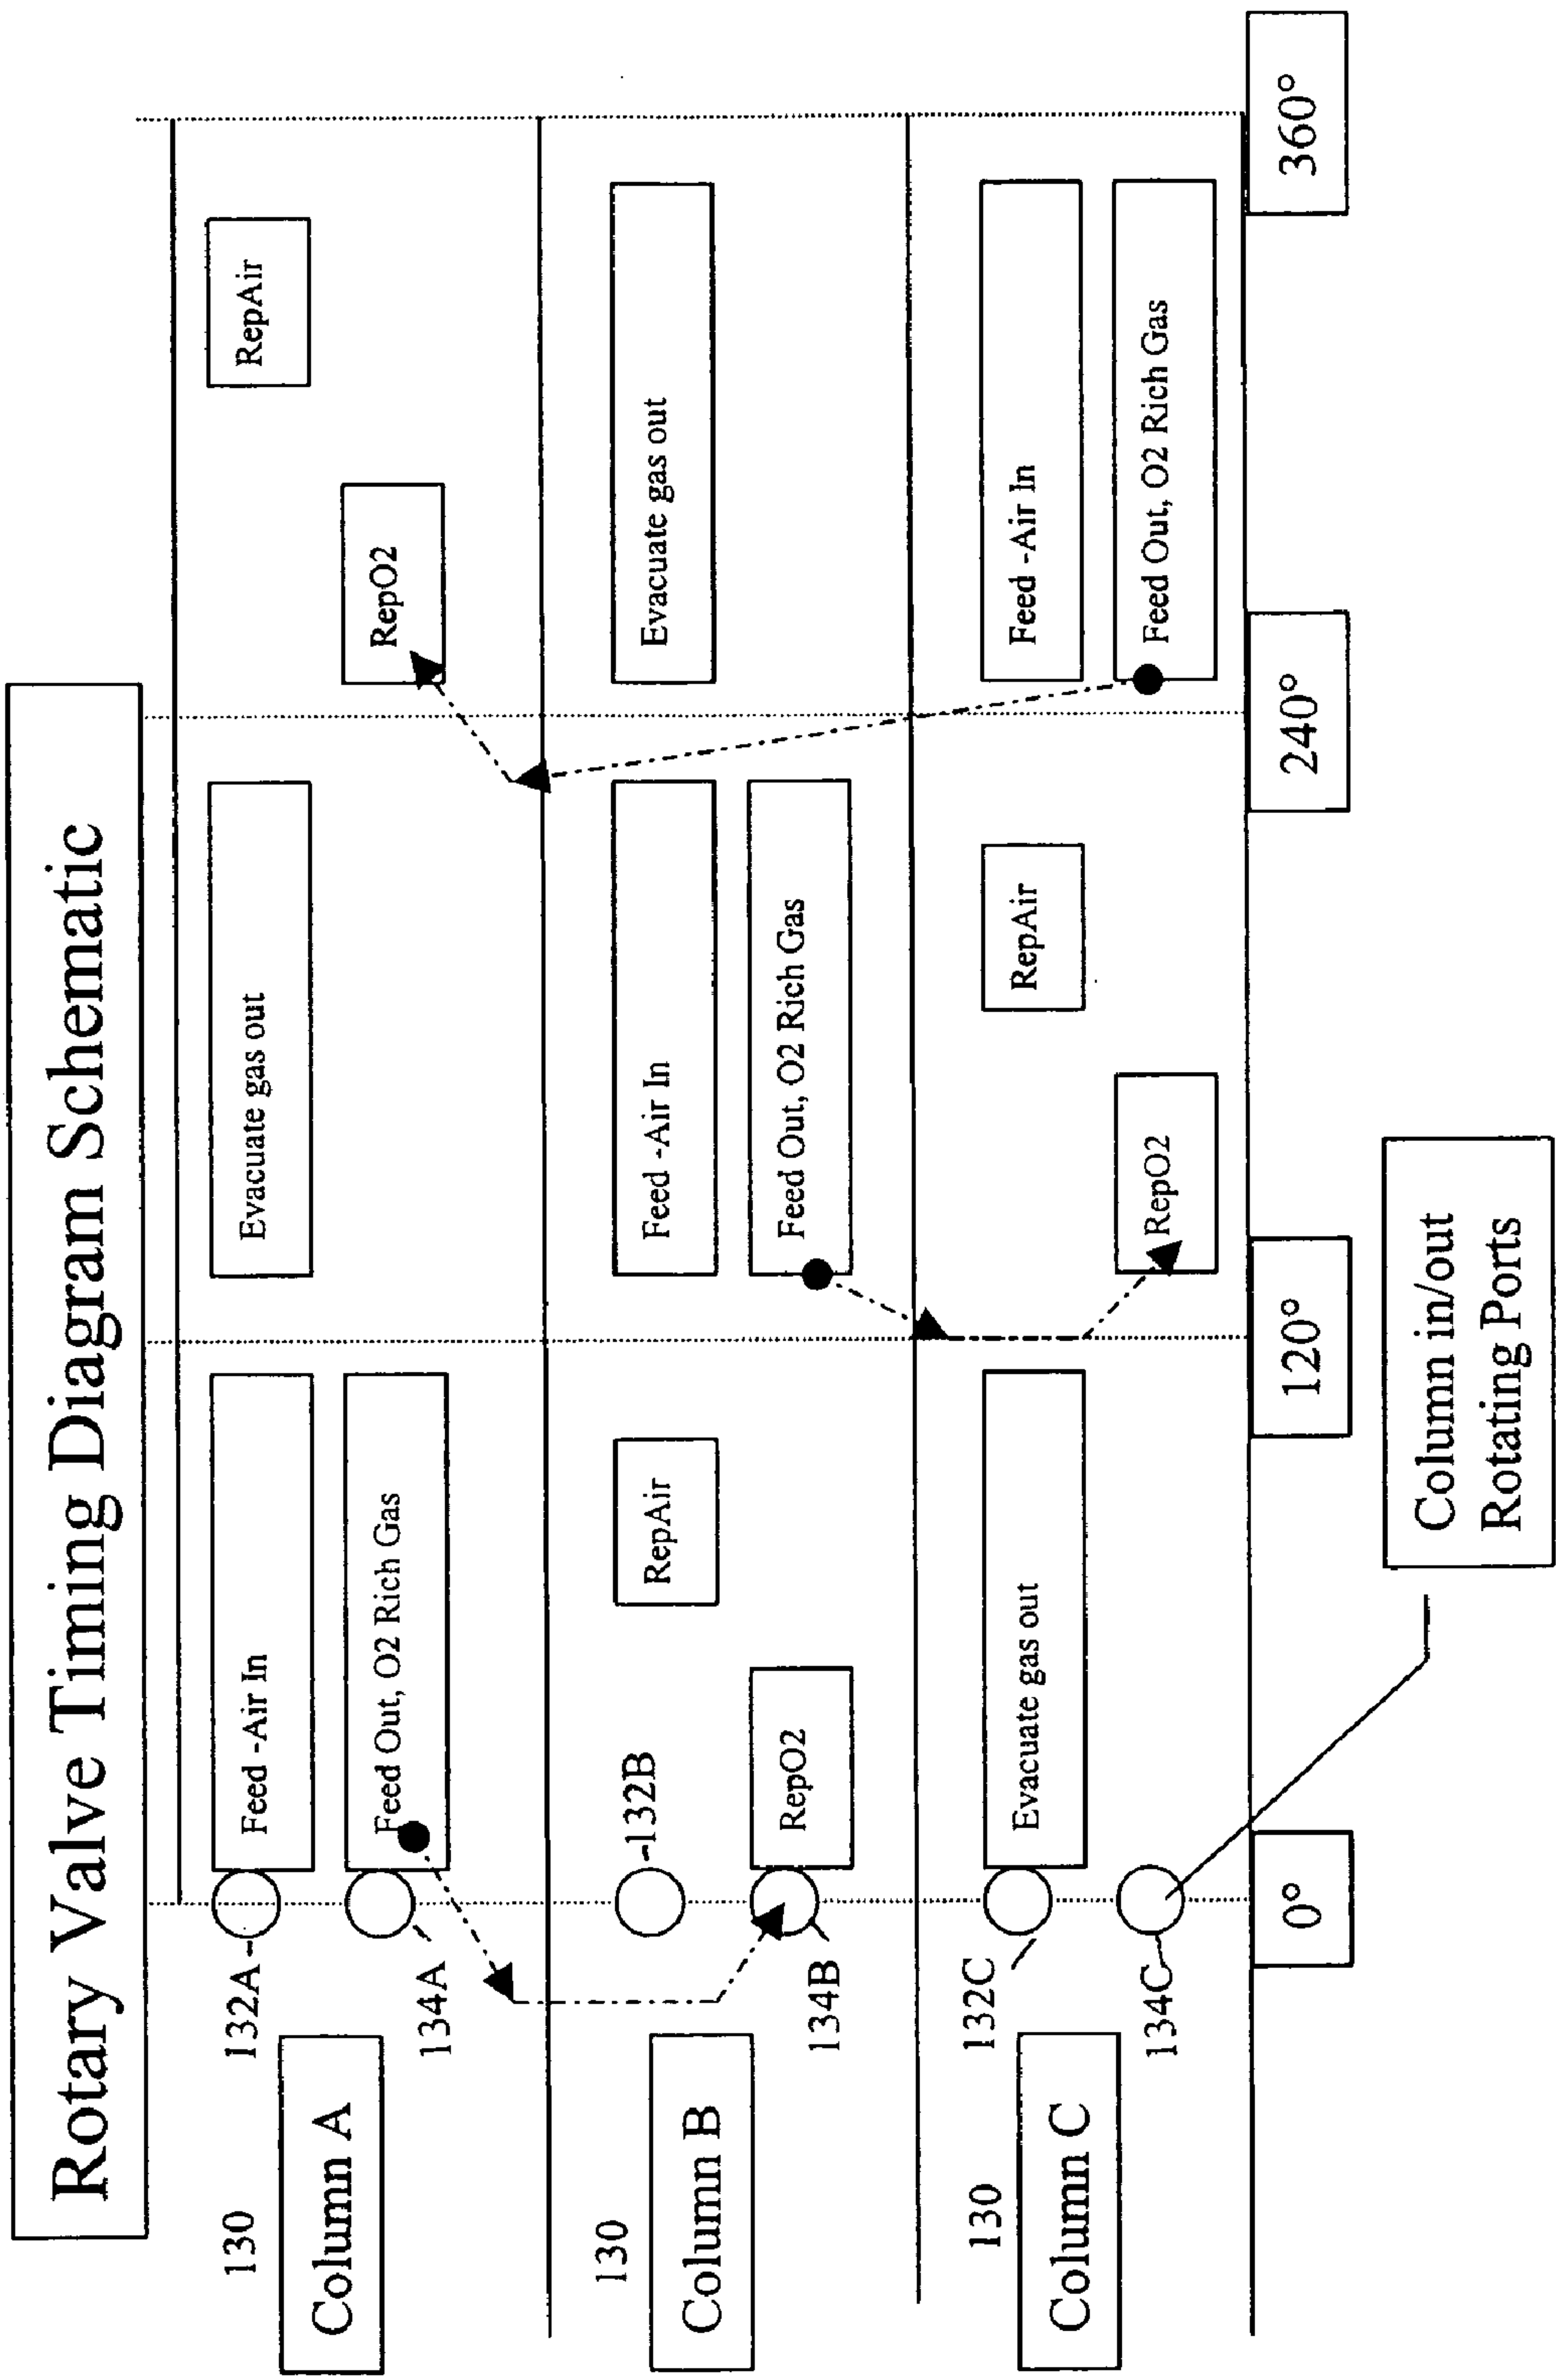 Rotary Valve Timing Diagram Schematic
130
Column A
132A
134A
Feed -Air In
Feed Out, O2 Rich Gas
Evacuate gas out
RepO2
RepAir
130
Column B
132B
134B
RepO2
RepAir
Feed -Air In
Feed Out, O2 Rich Gas
Evacuate gas out
130
Column C
132C
134C
Evacuate gas out
RepO2
RepAir
Feed -Air In
Feed Out, O2 Rich Gas
0°
120°
240°
360°
Column in/out
Rotating Ports